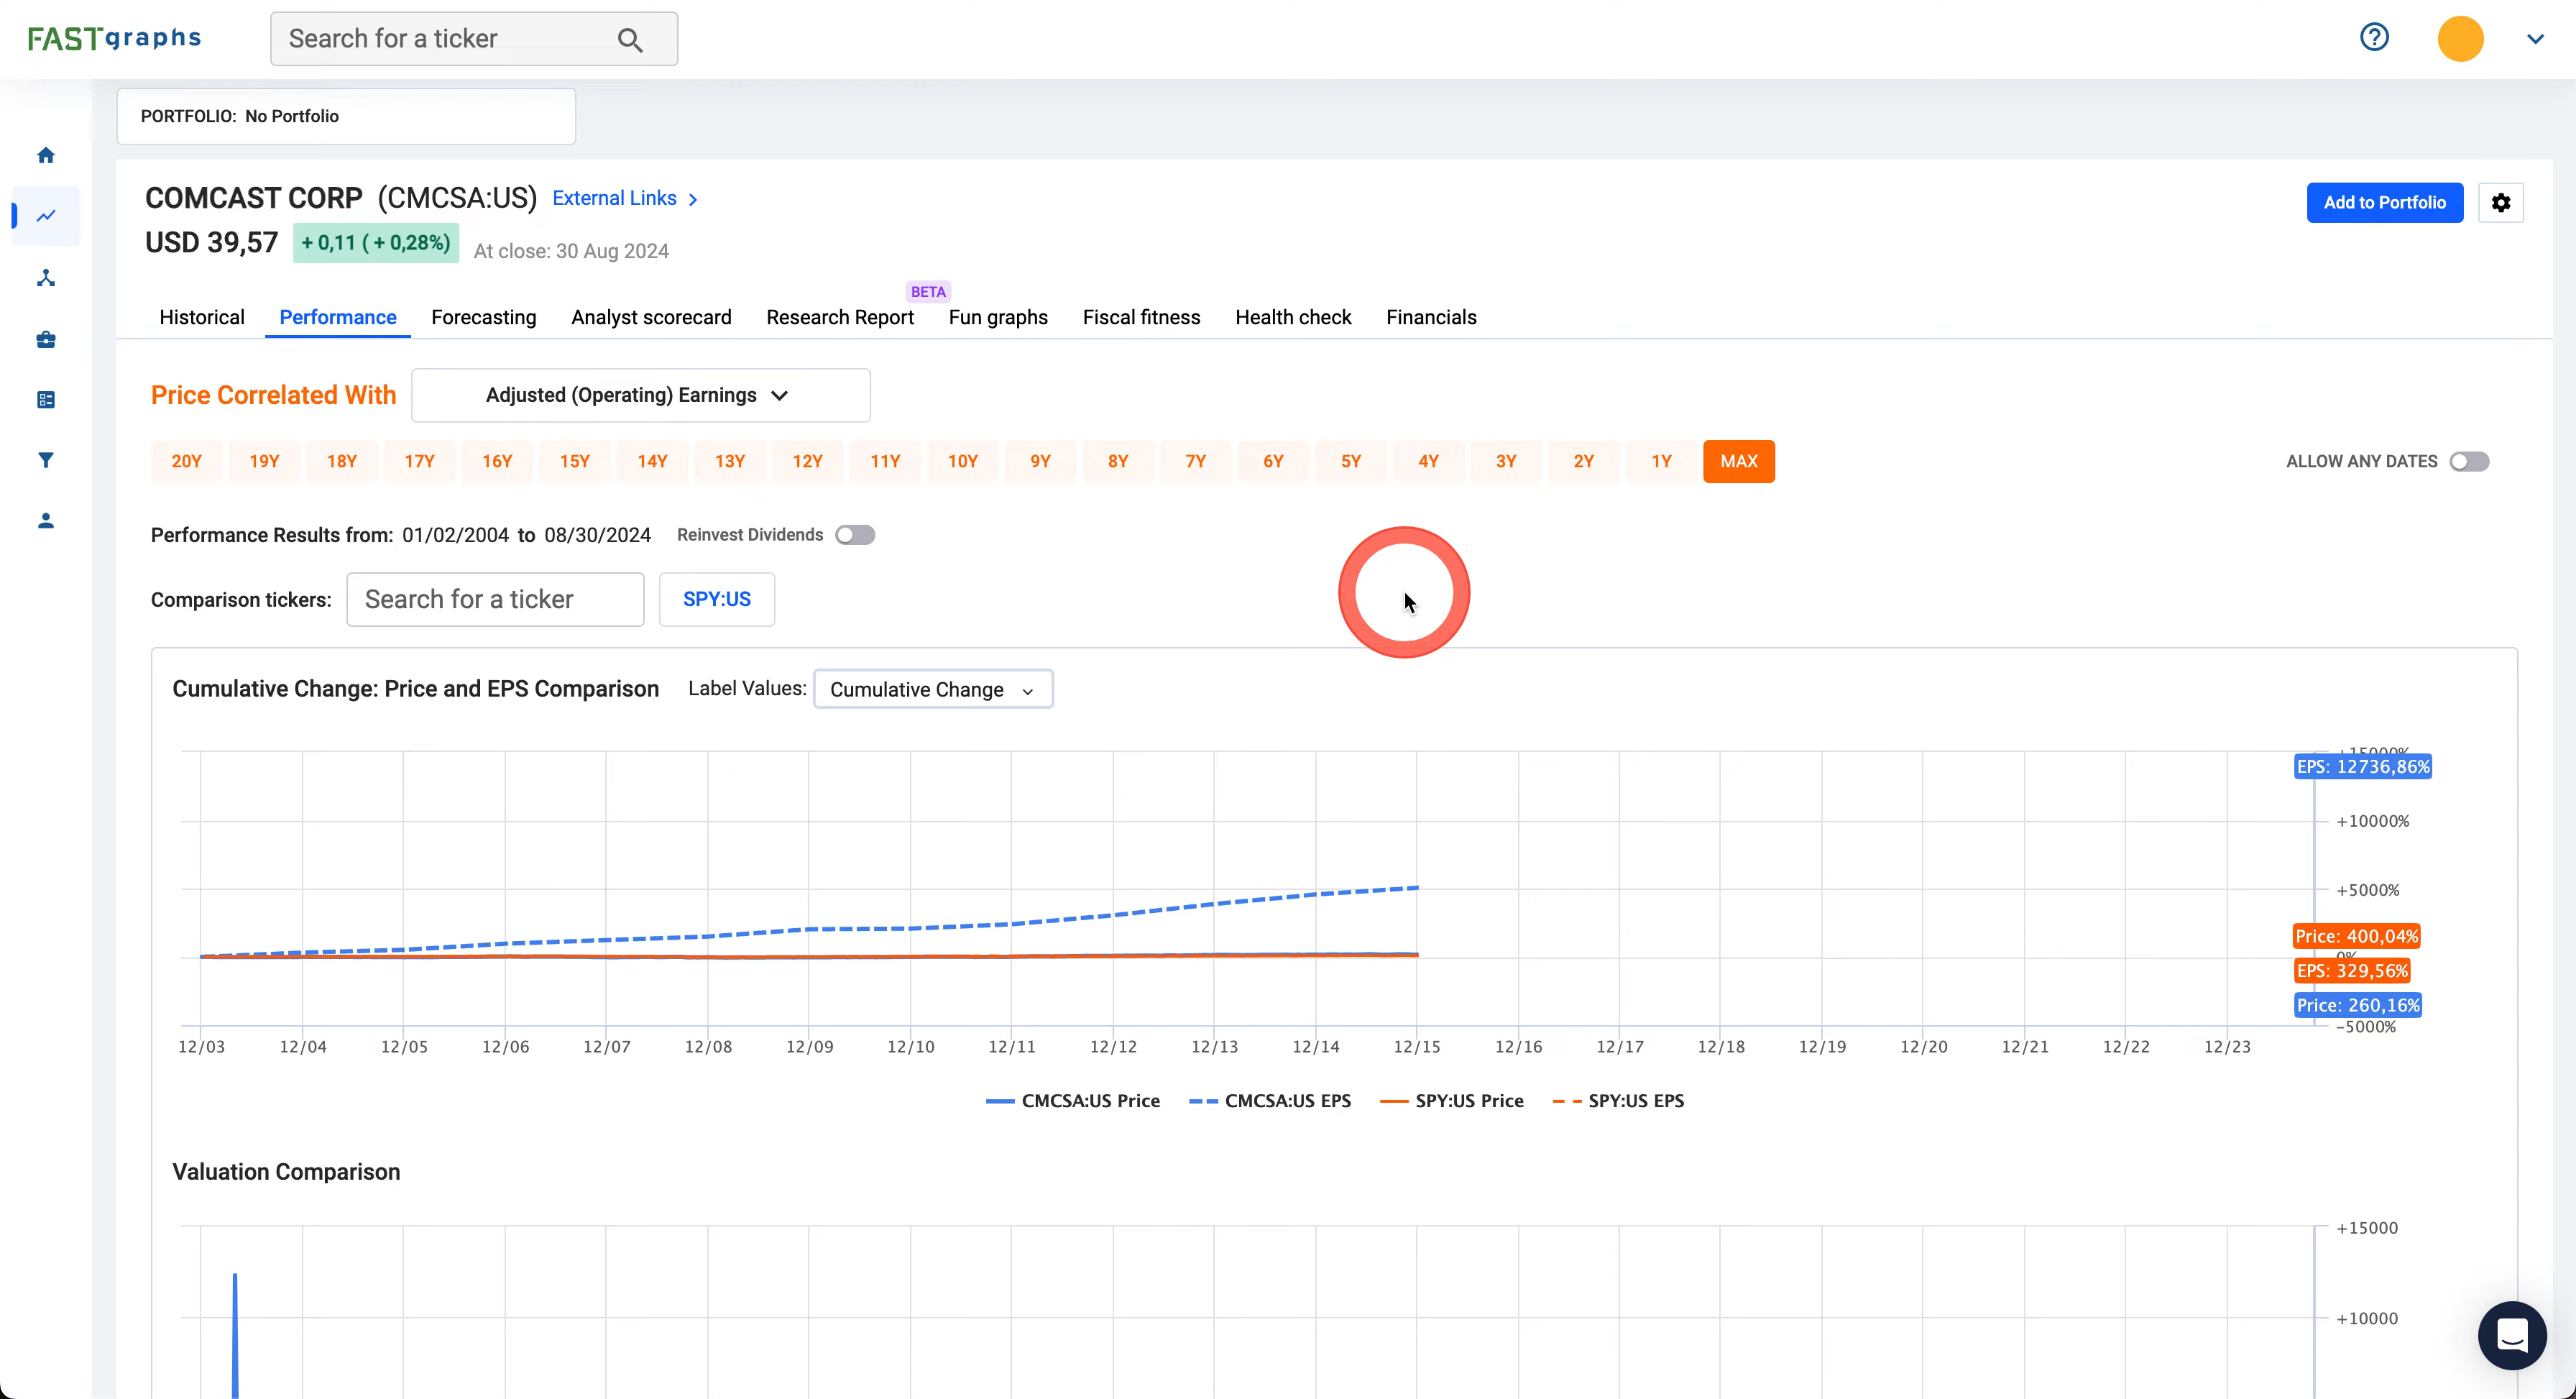 FASTgraphs
Search for a ticker
PORTFOLIO: No Portfolio
COMCAST CORP (CMCSA:US) External Links
Add to Portfolio
USD 39,57 + 0,11 ( + 0,28%) At close: 30 Aug 2024
BETA
Historical Performance Forecasting Analyst scorecard Research Report Fun graphs Fiscal fitness Health check Financials
Price Correlated With Adjusted (Operating) Earnings
20Y 19Y 18Y 17Y 16Y 15Y 14Y 13Y 12Y 11Y 10Y 9Y 8Y 7Y 6Y 5Y 4Y 3Y 2Y 1Y MAX ALLOW ANY DATES
Performance Results from: 01/02/2004 to 08/30/2024 Reinvest Dividends
Comparison tickers: Search for a ticker SPY:US
Cumulative Change: Price and EPS Comparison Label Values: Cumulative Change
+15000%
EPS: 12736,86%
+10000%
+5000%
Price: 400,04%
0%
EPS: 329,56%
Price: 260,16%
-5000%
12/03 12/04 12/05 12/06 12/07 12/08 12/09 12/10 12/11 12/12 12/13 12/14 12/15 12/16 12/17 12/18 12/19 12/20 12/21 12/22 12/23
CMCSA:US Price CMCSA:US EPS SPY:US Price SPY:US EPS
Valuation Comparison
+15000
+10000